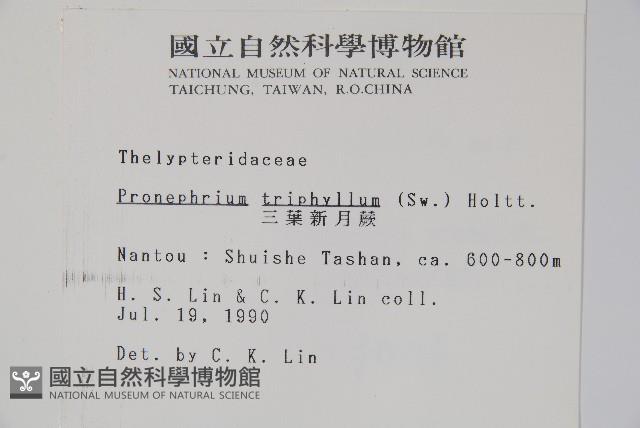 國立自然科學博物館
NATIONAL MUSEUM OF NATURAL SCIENCE
TAICHUNG, TAIWAN, R.O.CHINA
Thelypteridaceae
Pronephrium triphyllum (Sw.) Holtt.
三葉新月蕨
Nantou : Shuishe Tashan, ca. 600-800m
H. S. Lin & C. K. Lin coll.
Jul. 19, 1990
Det. by C. K. Lin
國立自然科學博物館
NATIONAL MUSEUM OF NATURAL SCIENCE